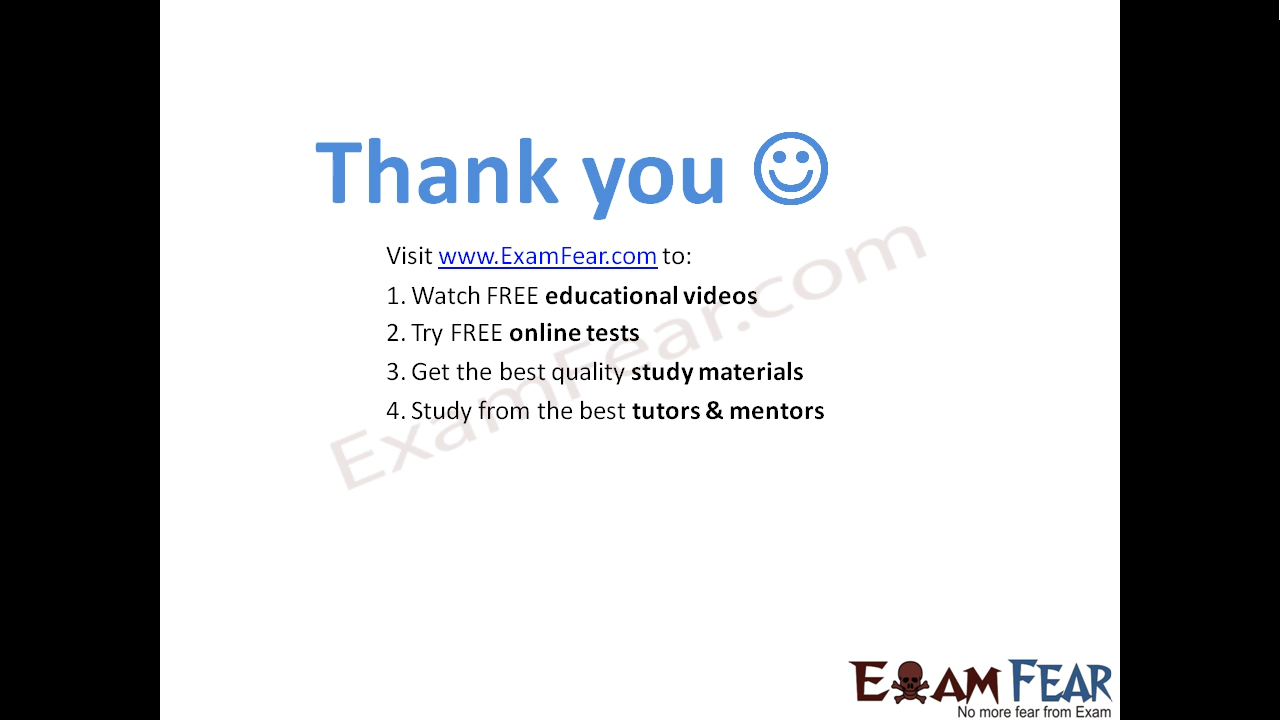 Thank you ☺
Visit www.ExamFear.com to:
1. Watch FREE educational videos
2. Try FREE online tests
3. Get the best quality study materials
4. Study from the best tutors & mentors
ExamFear.com
EXAM FEAR
No more fear from Exam